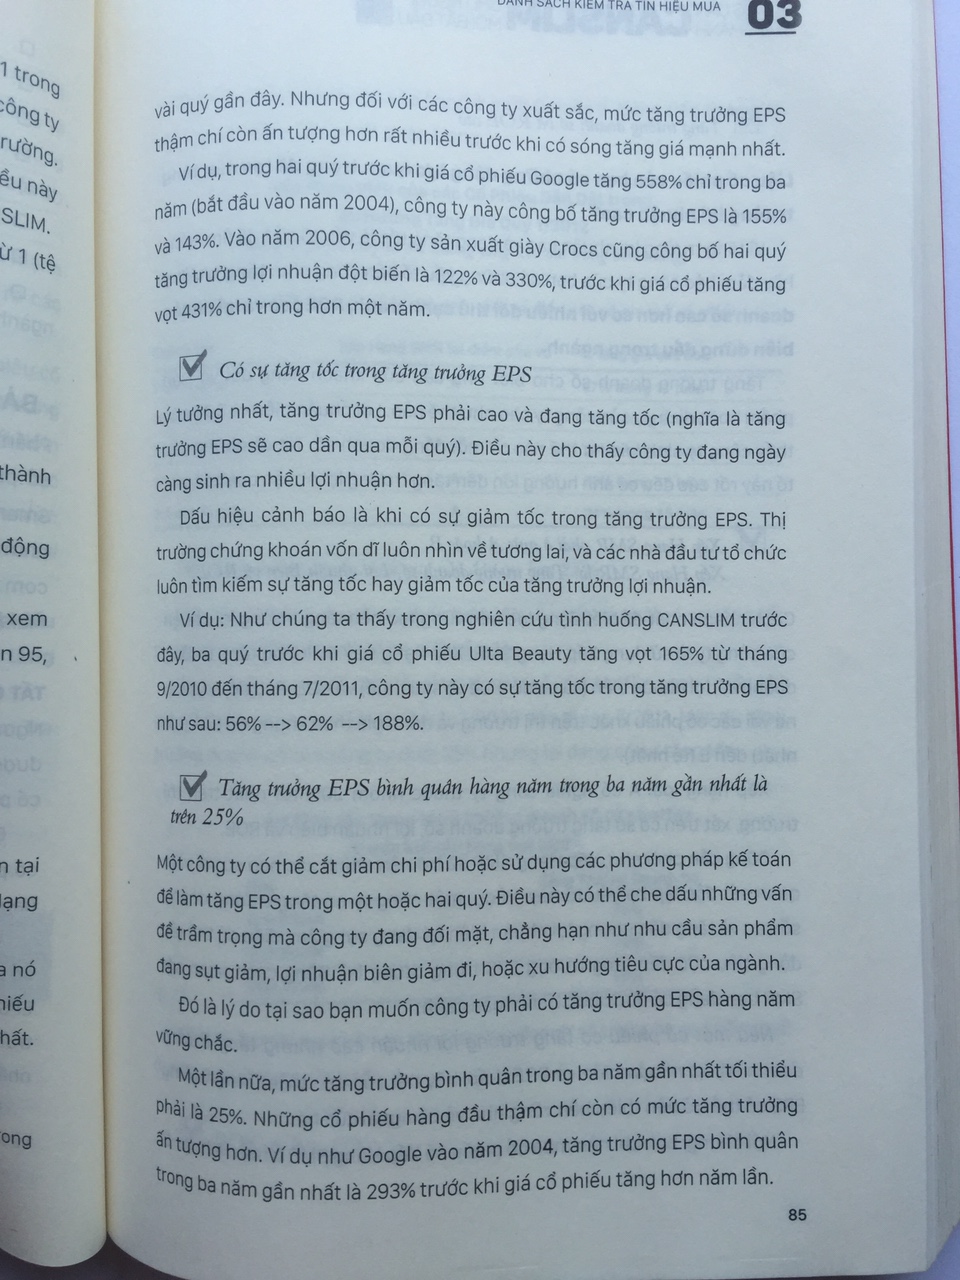 1 trong
công ty
rường.
ều này
SLIM.
ừ 1 (tệ
thành
động
xem
n 95,
n tại
lạng
a nó
hiếu
hất.
rong
DANH SÁCH KIỂM TRA TÍN HIỆU MUA 03
vài quý gần đây. Nhưng đối với các công ty xuất sắc, mức tăng trưởng EPS
thậm chí còn ấn tượng hơn rất nhiều trước khi có sóng tăng giá mạnh nhất.
Ví dụ, trong hai quý trước khi giá cổ phiếu Google tăng 558% chỉ trong ba
năm (bắt đầu vào năm 2004), công ty này công bố tăng trưởng EPS là 155%
và 143%. Vào năm 2006, công ty sản xuất giày Crocs cũng công bố hai quý
tăng trưởng lợi nhuận đột biến là 122% và 330%, trước khi giá cổ phiếu tăng
vọt 431% chỉ trong hơn một năm.
Có sự tăng tốc trong tăng trưởng EPS
Lý tưởng nhất, tăng trưởng EPS phải cao và đang tăng tốc (nghĩa là tăng
trưởng EPS sẽ cao dần qua mỗi quý). Điều này cho thấy công ty đang ngày
càng sinh ra nhiều lợi nhuận hơn.
Dấu hiệu cảnh báo là khi có sự giảm tốc trong tăng trưởng EPS. Thị
trường chứng khoán vốn dĩ luôn nhìn về tương lai, và các nhà đầu tư tổ chức
luôn tìm kiếm sự tăng tốc hay giảm tốc của tăng trưởng lợi nhuận.
Ví dụ: Như chúng ta thấy trong nghiên cứu tình huống CANSLIM trước
đây, ba quý trước khi giá cổ phiếu Ulta Beauty tăng vọt 165% từ tháng
9/2010 đến tháng 7/2011, công ty này có sự tăng tốc trong tăng trưởng EPS
như sau: 56% --> 62% --> 188%.
Tăng trưởng EPS bình quân hàng năm trong ba năm gần nhất là
trên 25%
Một công ty có thể cắt giảm chi phí hoặc sử dụng các phương pháp kế toán
để làm tăng EPS trong một hoặc hai quý. Điều này có thể che dấu những vấn
đề trầm trọng mà công ty đang đối mặt, chẳng hạn như nhu cầu sản phẩm
đang sụt giảm, lợi nhuận biên giảm đi, hoặc xu hướng tiêu cực của ngành.
Đó là lý do tại sao bạn muốn công ty phải có tăng trưởng EPS hàng năm
vững chắc.
Một lần nữa, mức tăng trưởng bình quân trong ba năm gần nhất tối thiểu
phải là 25%. Những cổ phiếu hàng đầu thậm chí còn có mức tăng trưởng
ấn tượng hơn. Ví dụ như Google vào năm 2004, tăng trưởng EPS bình quân
trong ba năm gần nhất là 293% trước khi giá cổ phiếu tăng hơn năm lần.
85